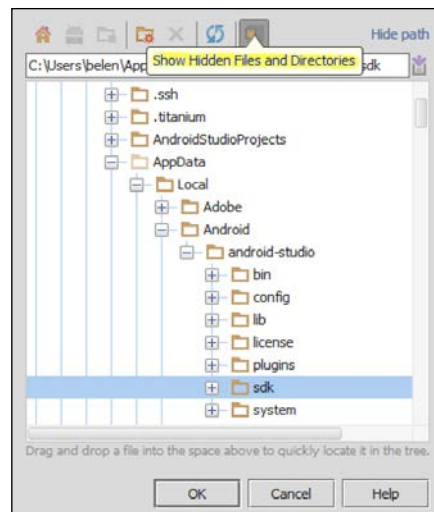 Hide path
C:\Users\belen\App
Show Hidden Files and Directories
sdk
.ssh
.titanium
AndroidStudioProjects
AppData
Local
Adobe
Android
android-studio
bin
config
lib
license
plugins
sdk
system
Drag and drop a file into the space above to quickly locate it in the tree.
OK
Cancel
Help